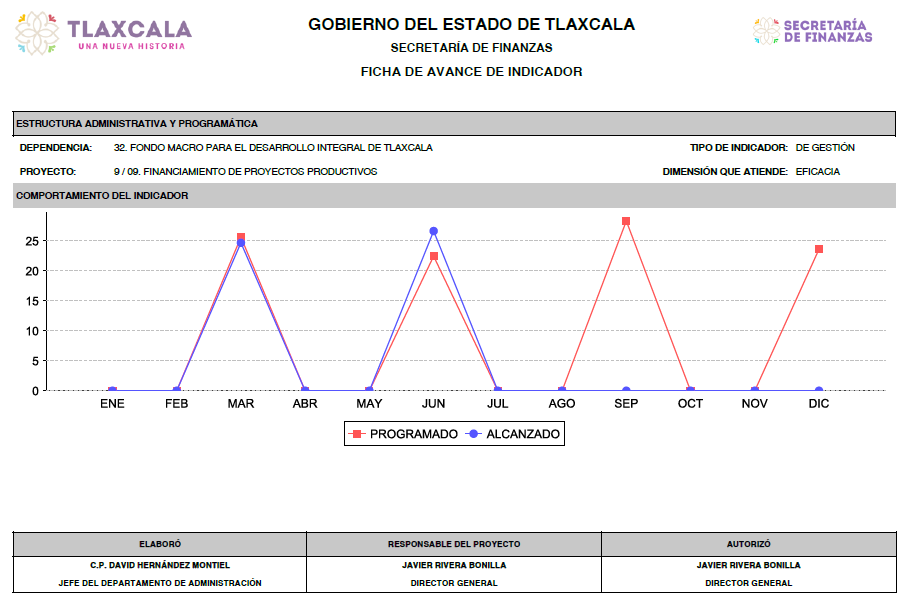 TLAXCALA
UNA NUEVA HISTORIA
GOBIERNO DEL ESTADO DE TLAXCALA
SECRETARÍA DE FINANZAS
FICHA DE AVANCE DE INDICADOR
SECRETARÍA
DE FINANZAS
ESTRUCTURA ADMINISTRATIVA Y PROGRAMÁTICA
DEPENDENCIA: 32. FONDO MACRO PARA EL DESARROLLO INTEGRAL DE TLAXCALA TIPO DE INDICADOR: DE GESTIÓN
PROYECTO: 9 / 09. FINANCIAMIENTO DE PROYECTOS PRODUCTIVOS DIMENSIÓN QUE ATIENDE: EFICACIA
COMPORTAMIENTO DEL INDICADOR
25
20
15
10
5
0
ENE FEB MAR ABR MAY JUN JUL AGO SEP OCT NOV DIC
PROGRAMADO ALCANZADO
ELABORÓ RESPONSABLE DEL PROYECTO AUTORIZÓ
C.P. DAVID HERNÁNDEZ MONTIEL JAVIER RIVERA BONILLA JAVIER RIVERA BONILLA
JEFE DEL DEPARTAMENTO DE ADMINISTRACIÓN DIRECTOR GENERAL DIRECTOR GENERAL